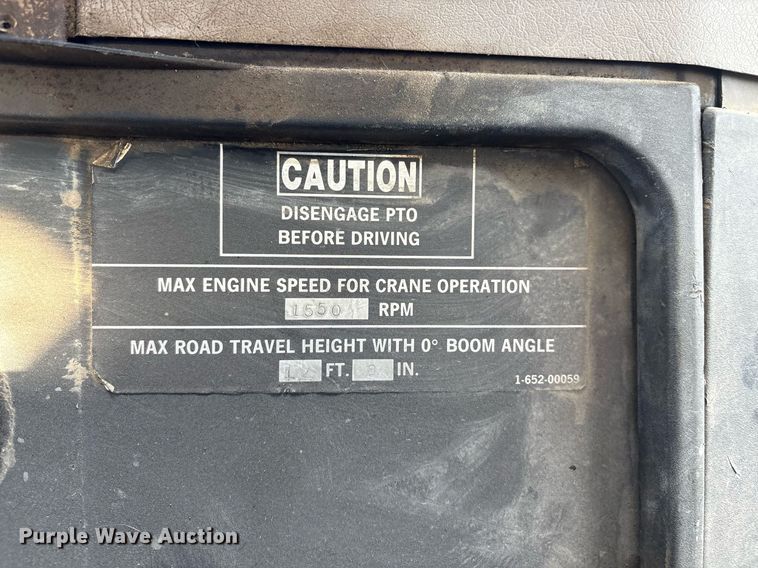 CAUTION
DISENGAGE PTO
BEFORE DRIVING
MAX ENGINE SPEED FOR CRANE OPERATION
1550 RPM
MAX ROAD TRAVEL HEIGHT WITH 0° BOOM ANGLE
FT. IN.
1-652-00059
Purple Wave Auction